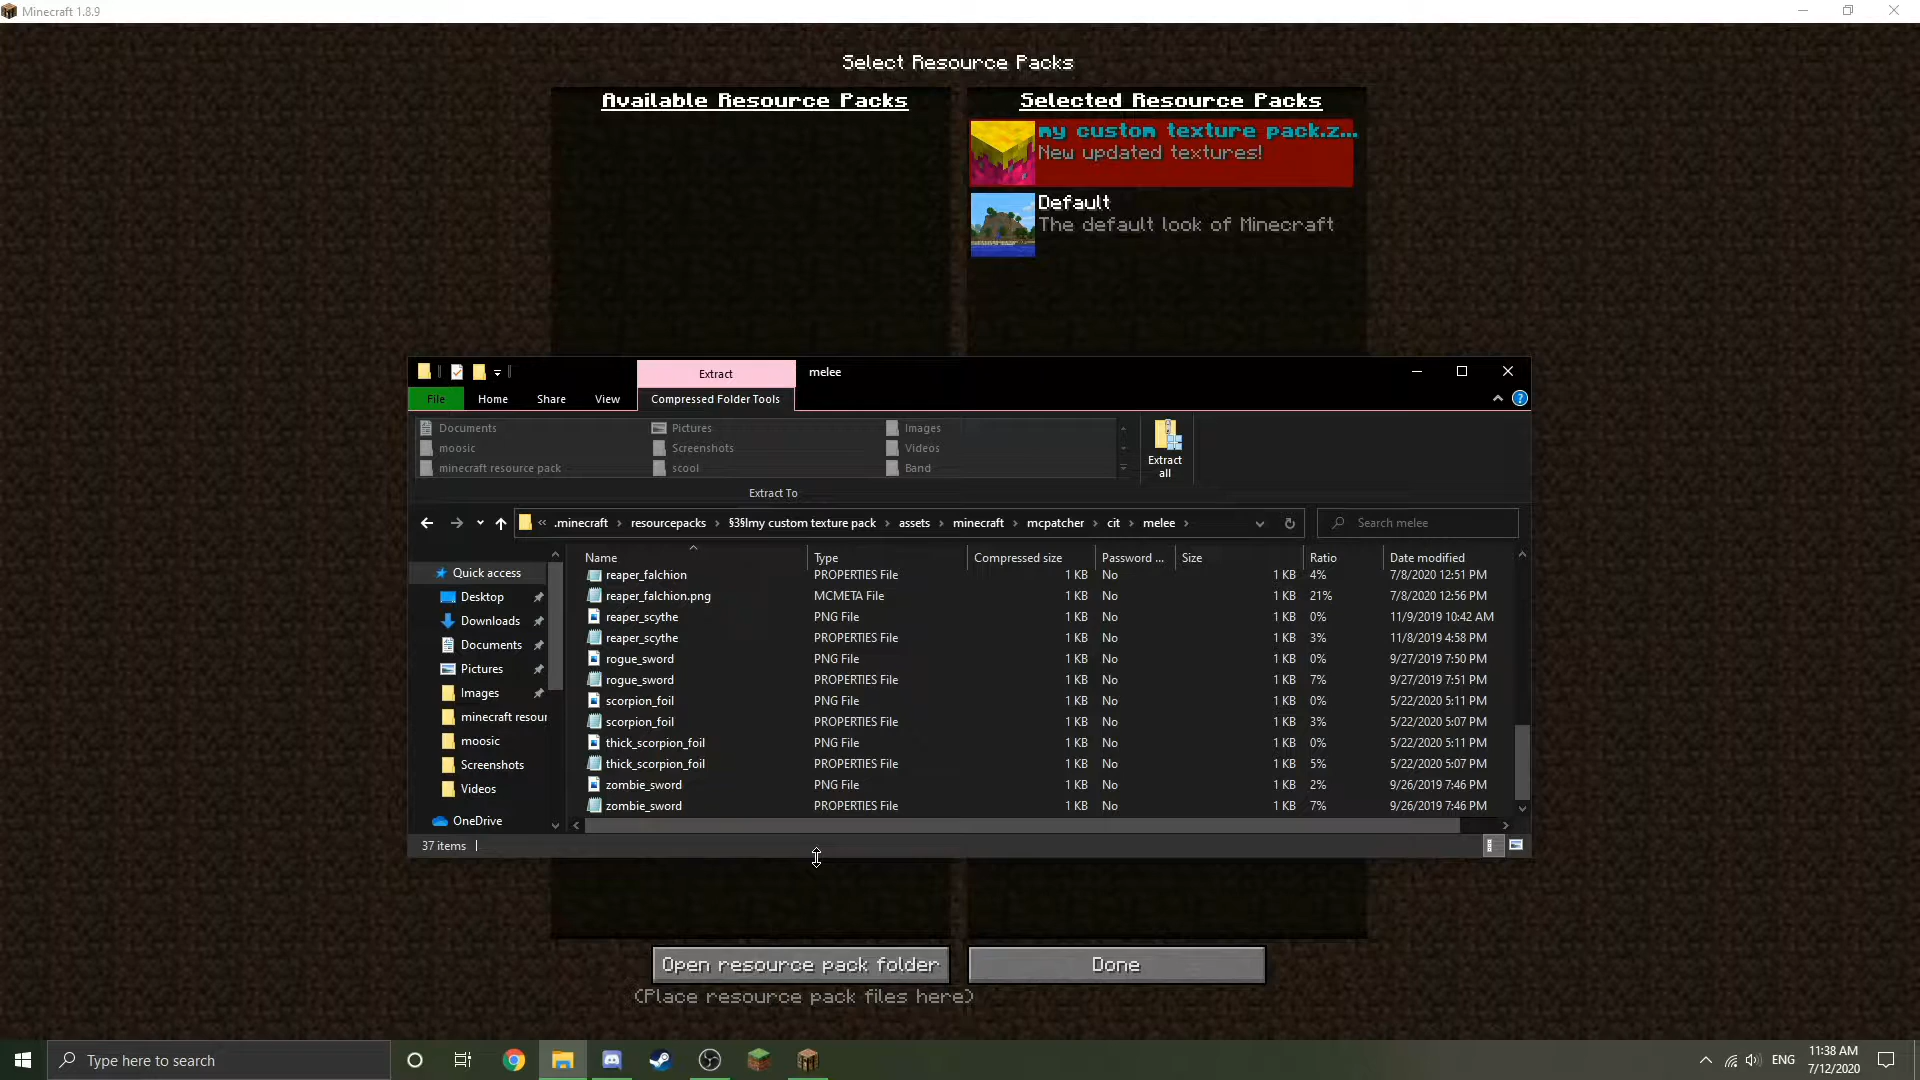 Minecraft 1.8.9
Select Resource Packs
Available Resource Packs
Selected Resource Packs
my custom texture pack.z...
New updated textures!
Default
The default look of Minecraft
Extract
melee
File
Home
Share
View
Compressed Folder Tools
Documents
Pictures
Images
moosic
Screenshots
Videos
minecraft resource pack
scool
Band
Extract all
Extract To
« .minecraft › resourcepacks › §3§lmy custom texture pack › assets › minecraft › mcpatcher › cit › melee ›
Search melee
Name Type Compressed size Password ... Size Ratio Date modified
reaper_falchion PROPERTIES File 1 KB No 1 KB 4% 7/8/2020 12:51 PM
reaper_falchion.png MCMETA File 1 KB No 1 KB 21% 7/8/2020 12:56 PM
reaper_scythe PNG File 1 KB No 1 KB 0% 11/9/2019 10:42 AM
reaper_scythe PROPERTIES File 1 KB No 1 KB 3% 11/8/2019 4:58 PM
rogue_sword PNG File 1 KB No 1 KB 0% 9/27/2019 7:50 PM
rogue_sword PROPERTIES File 1 KB No 1 KB 7% 9/27/2019 7:51 PM
scorpion_foil PNG File 1 KB No 1 KB 0% 5/22/2020 5:11 PM
scorpion_foil PROPERTIES File 1 KB No 1 KB 3% 5/22/2020 5:07 PM
thick_scorpion_foil PNG File 1 KB No 1 KB 0% 5/22/2020 5:11 PM
thick_scorpion_foil PROPERTIES File 1 KB No 1 KB 5% 5/22/2020 5:07 PM
zombie_sword PNG File 1 KB No 1 KB 2% 9/26/2019 7:46 PM
zombie_sword PROPERTIES File 1 KB No 1 KB 7% 9/26/2019 7:46 PM
Quick access
Desktop
Downloads
Documents
Pictures
Images
minecraft resour
moosic
Screenshots
Videos
OneDrive
37 items
Open resource pack folder
Done
(Place resource pack files here)
Type here to search
ENG
11:38 AM
7/12/2020